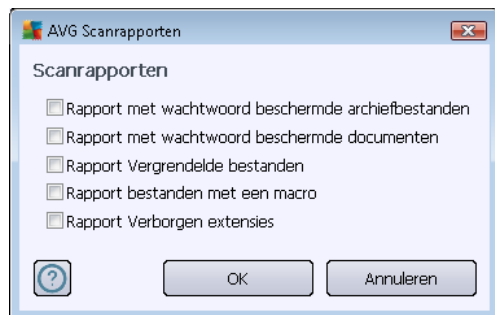 AVG Scanrapporten
Scanrapporten
Rapport met wachtwoord beschermde archiefbestanden
Rapport met wachtwoord beschermde documenten
Rapport Vergrendelde bestanden
Rapport bestanden met een macro
Rapport Verborgen extensies
? OK Annuleren